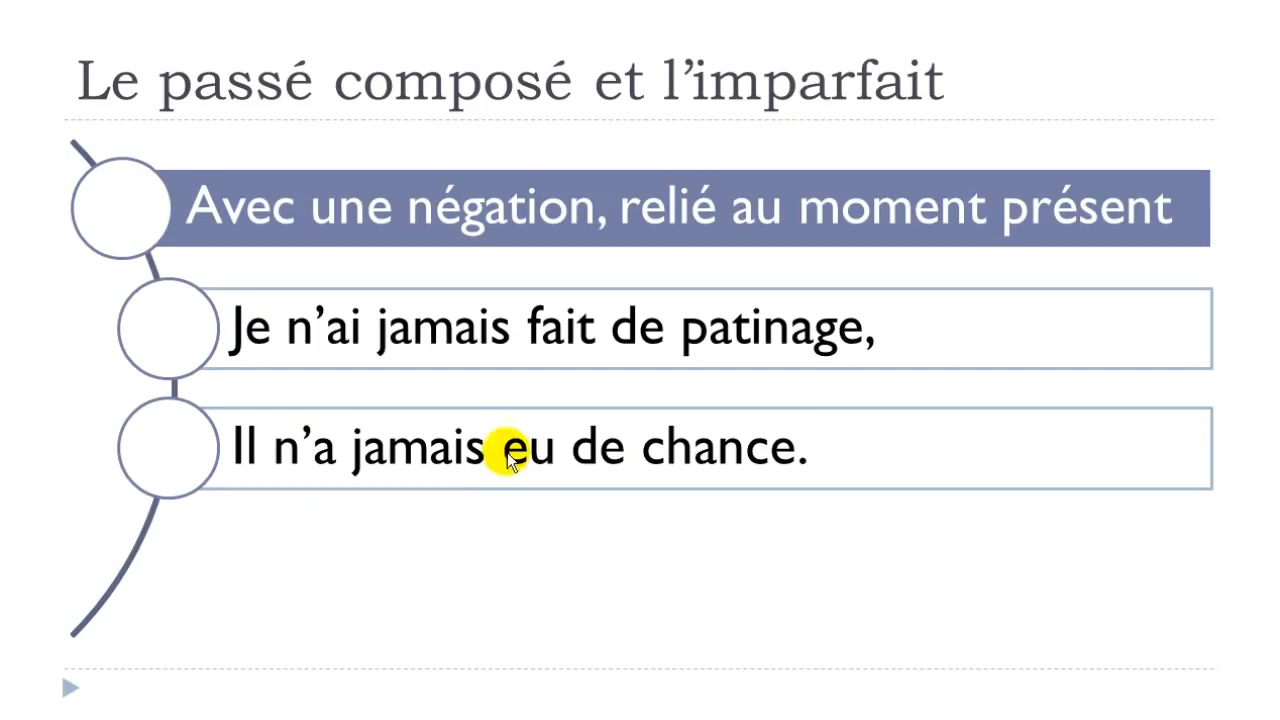 Le passé composé et l’imparfait
Avec une négation, relié au moment présent
Je n’ai jamais fait de patinage,
Il n’a jamais eu de chance.